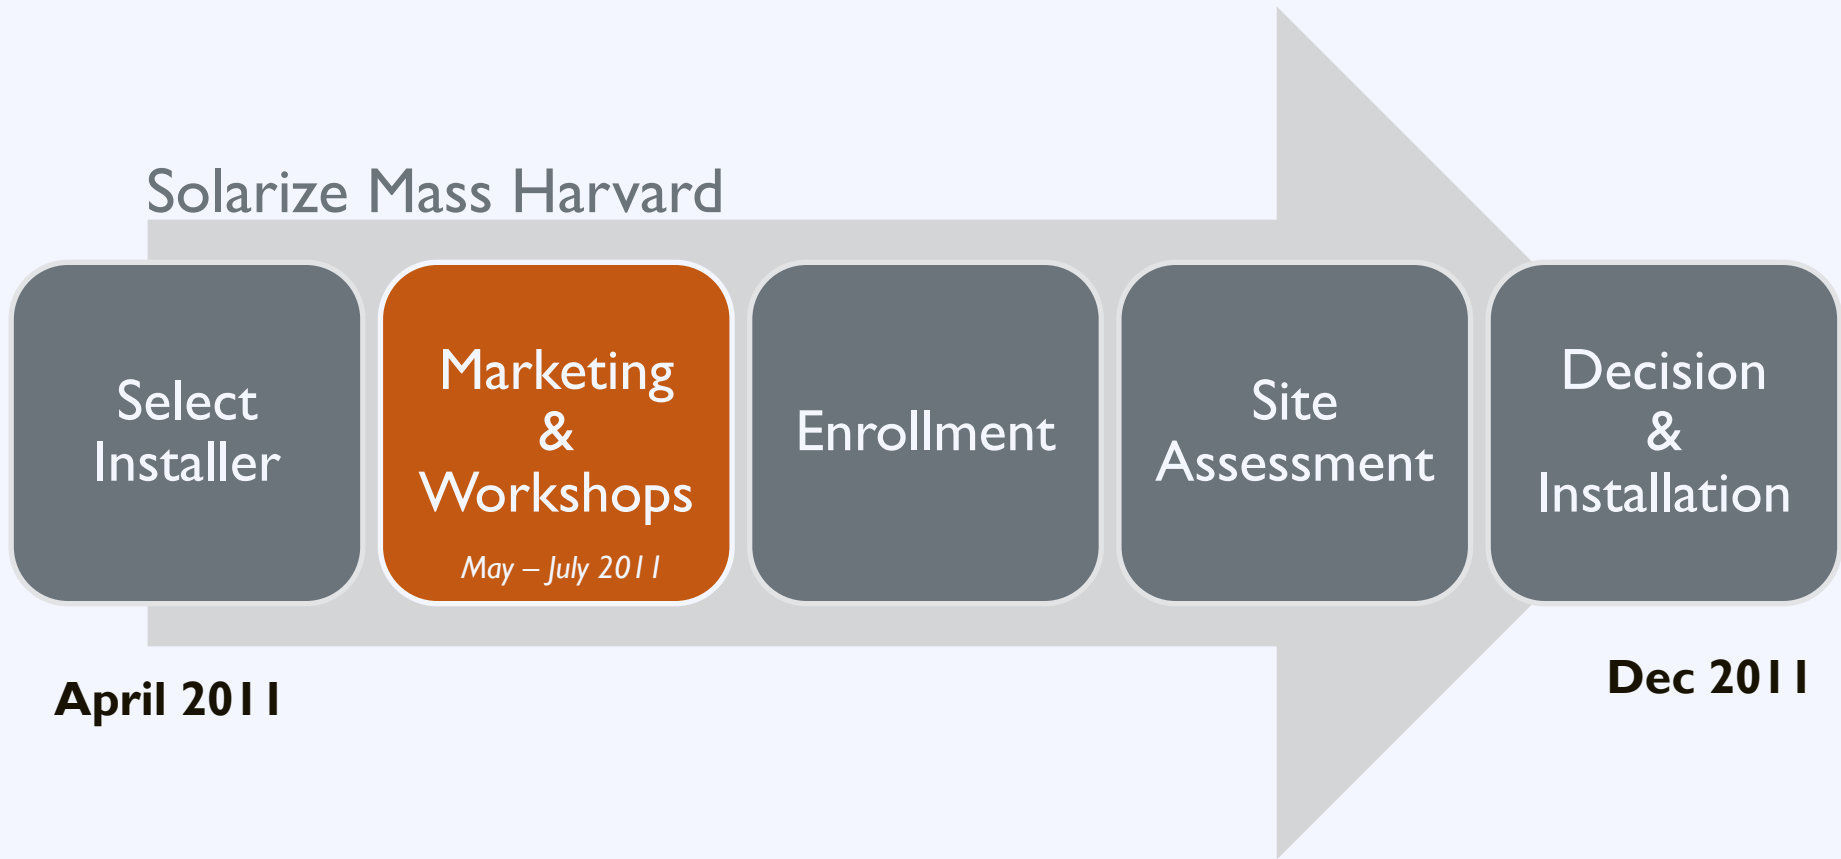 Solarize Mass Harvard
Select
Installer
Marketing
&
Workshops
May – July 2011
Enrollment
Site
Assessment
Decision
&
Installation
April 2011
Dec 2011